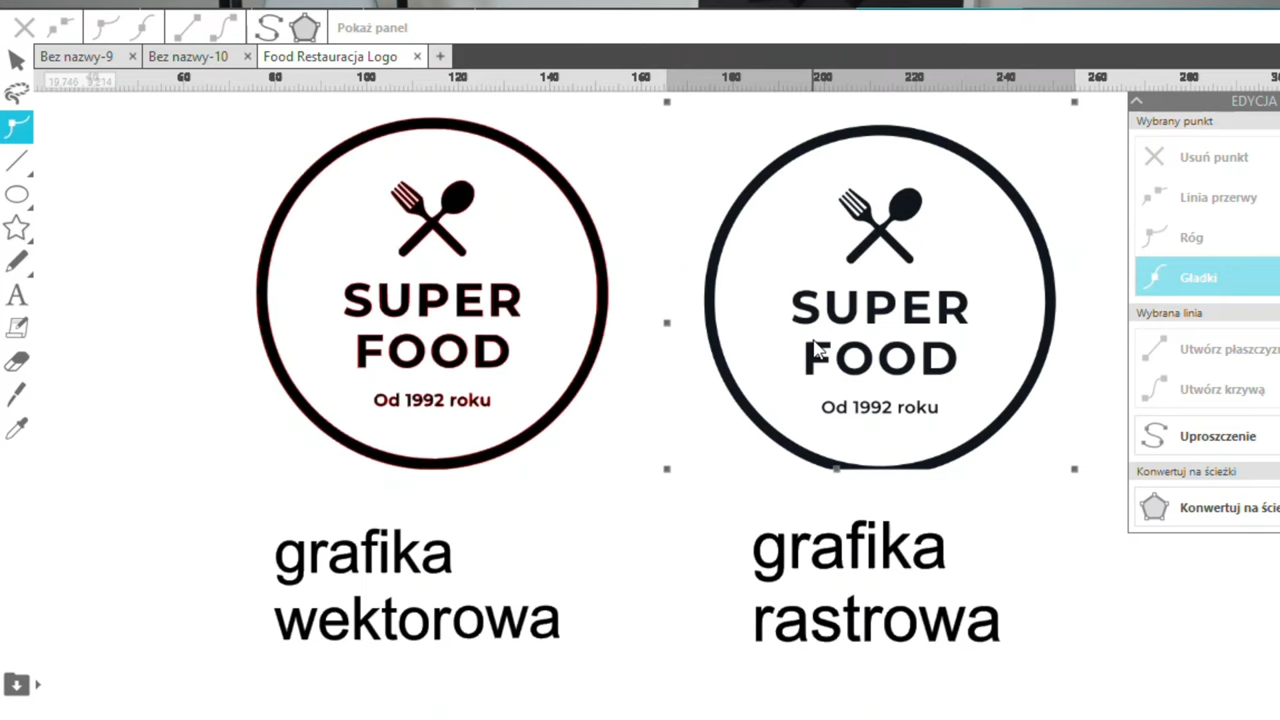 Pokaż panel
Bez nazwy-9
Bez nazwy-10
Food Restauracja Logo
60 80 100 120 140 160 180 200 220 240 260 280
EDYCJA
Wybrany punkt
Usuń punkt
Linia przerwy
Róg
Gładki
Wybrana linia
Utwórz płaszczyzn
Utwórz krzywą
Uproszczenie
Konwertuj na ścieżki
Konwertuj na ście
SUPER
FOOD
Od 1992 roku
SUPER
FOOD
Od 1992 roku
grafika
wektorowa
grafika
rastrowa